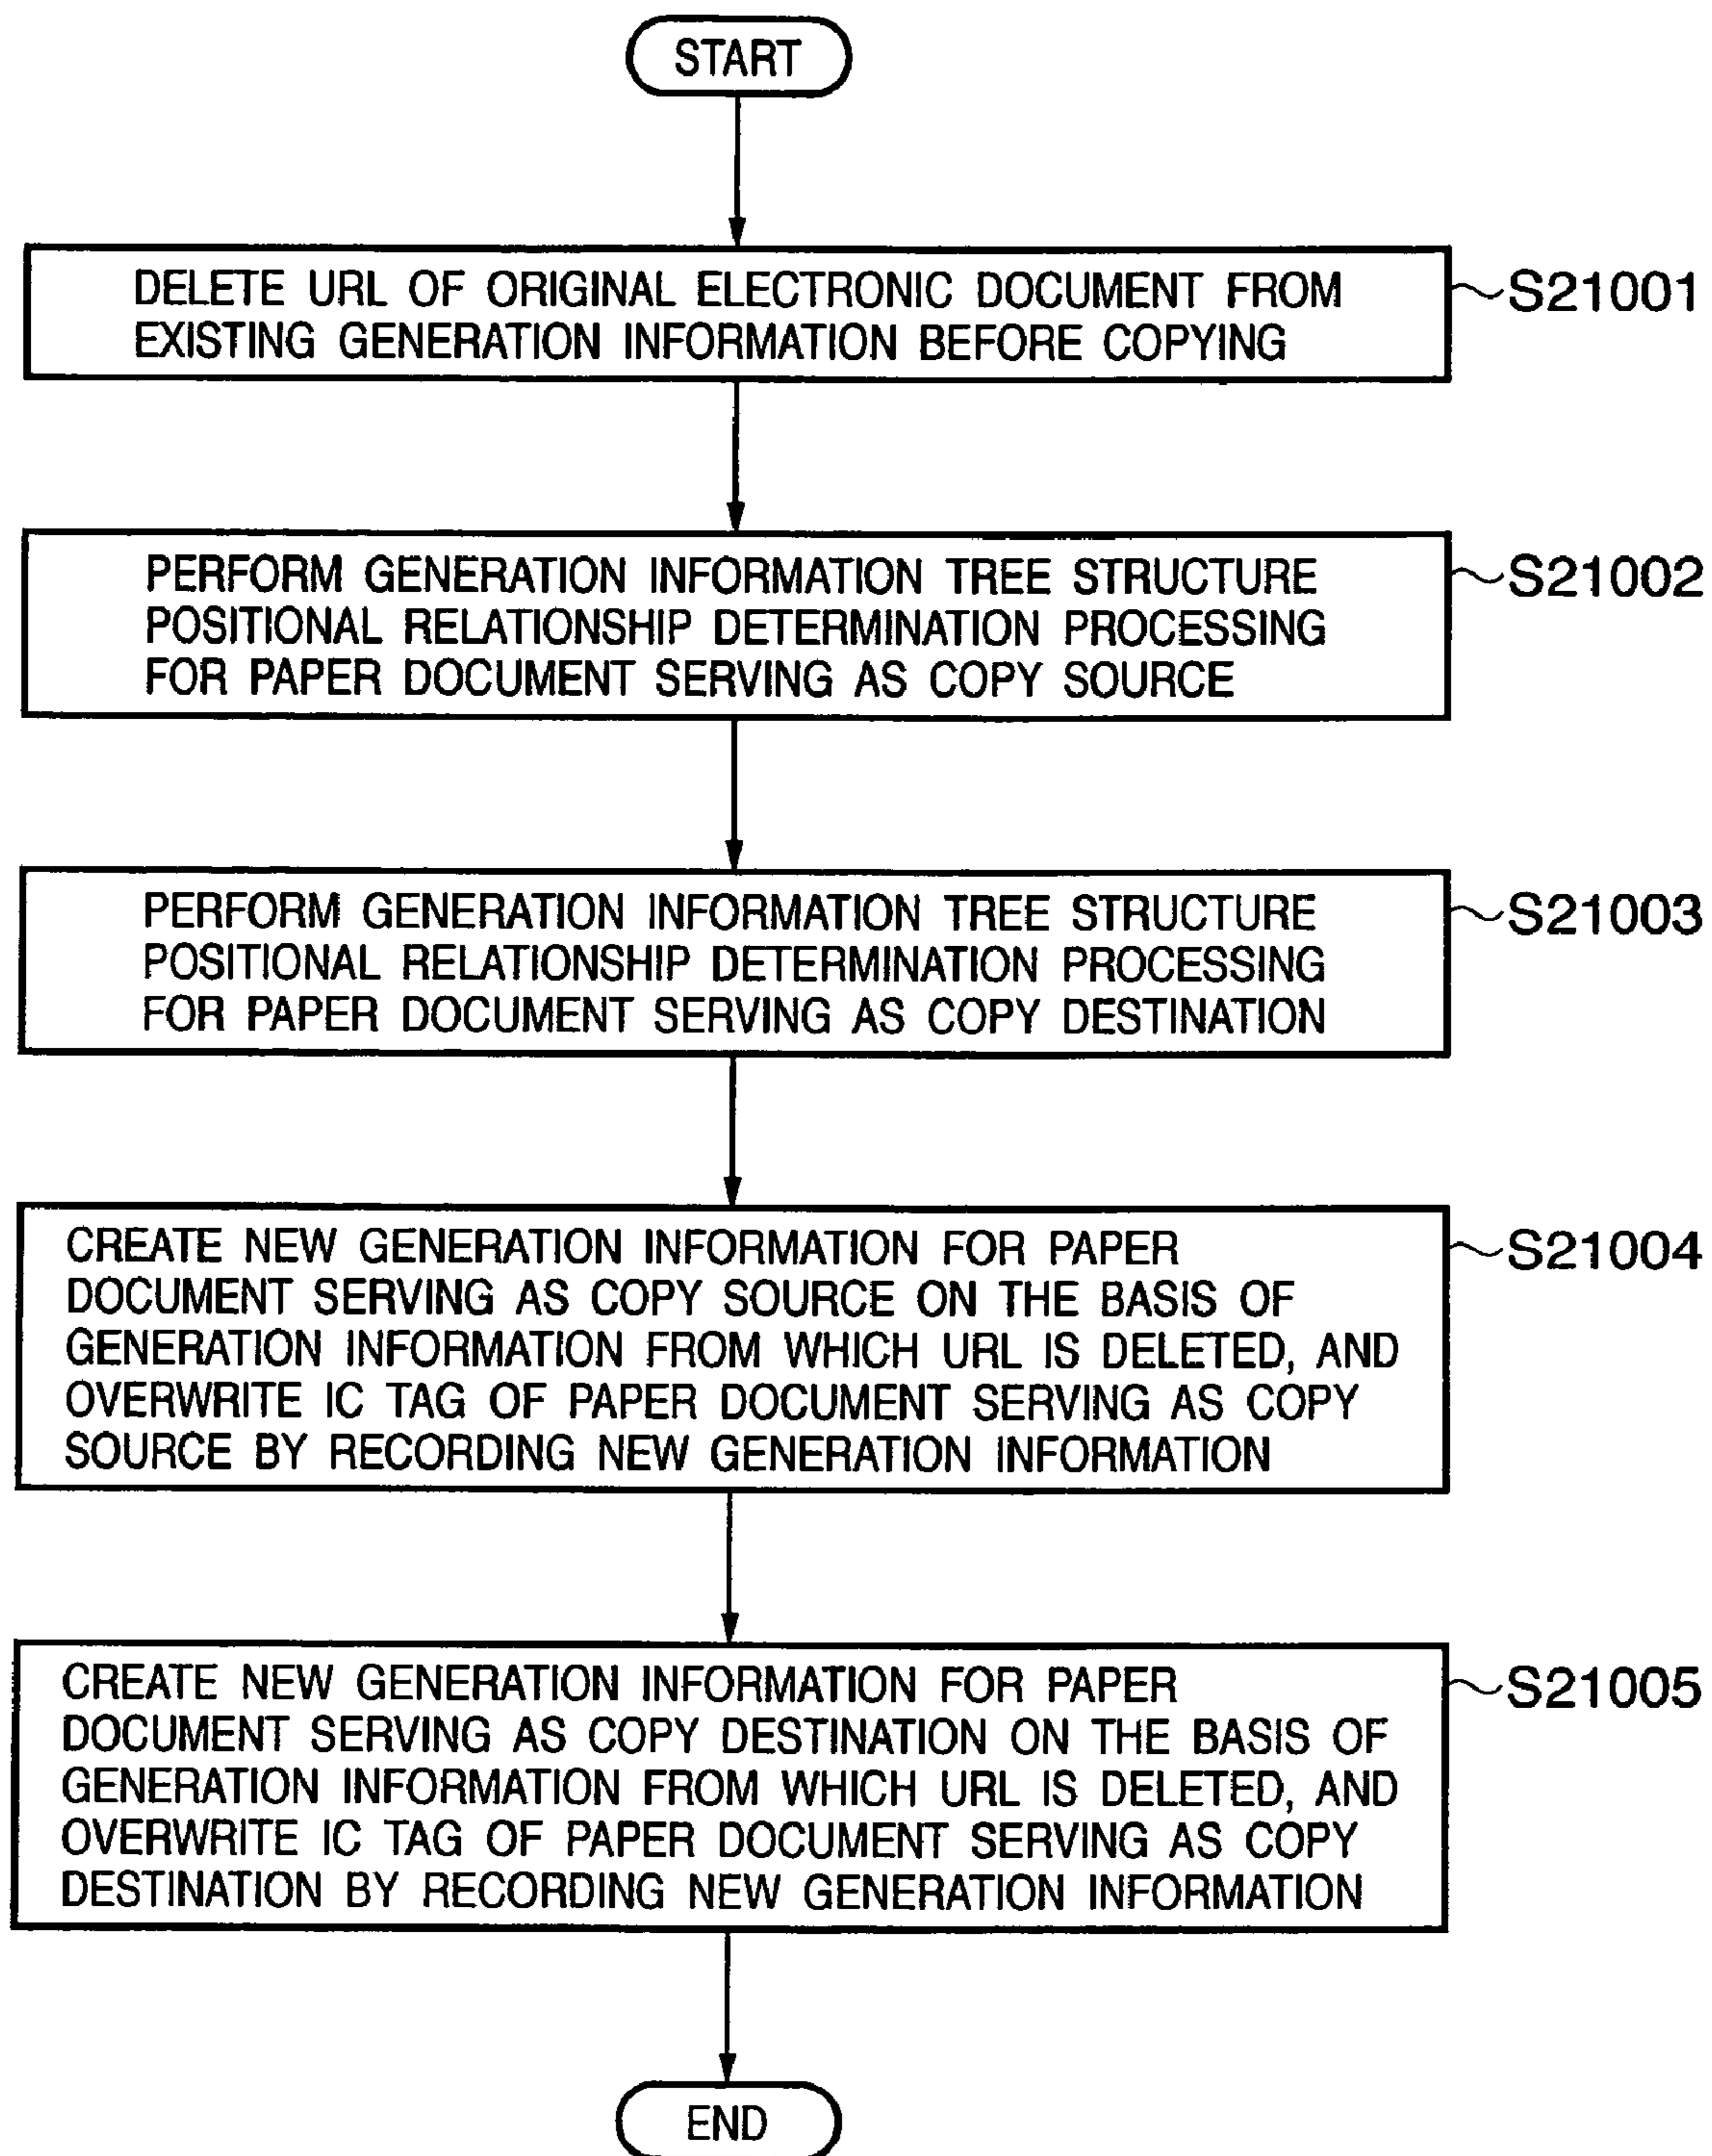 START
DELETE URL OF ORIGINAL ELECTRONIC DOCUMENT FROM
EXISTING GENERATION INFORMATION BEFORE COPYING
S21001
PERFORM GENERATION INFORMATION TREE STRUCTURE
POSITIONAL RELATIONSHIP DETERMINATION PROCESSING
FOR PAPER DOCUMENT SERVING AS COPY SOURCE
S21002
PERFORM GENERATION INFORMATION TREE STRUCTURE
POSITIONAL RELATIONSHIP DETERMINATION PROCESSING
FOR PAPER DOCUMENT SERVING AS COPY DESTINATION
S21003
CREATE NEW GENERATION INFORMATION FOR PAPER
DOCUMENT SERVING AS COPY SOURCE ON THE BASIS OF
GENERATION INFORMATION FROM WHICH URL IS DELETED, AND
OVERWRITE IC TAG OF PAPER DOCUMENT SERVING AS COPY
SOURCE BY RECORDING NEW GENERATION INFORMATION
S21004
CREATE NEW GENERATION INFORMATION FOR PAPER
DOCUMENT SERVING AS COPY DESTINATION ON THE BASIS OF
GENERATION INFORMATION FROM WHICH URL IS DELETED, AND
OVERWRITE IC TAG OF PAPER DOCUMENT SERVING AS COPY
DESTINATION BY RECORDING NEW GENERATION INFORMATION
S21005
END